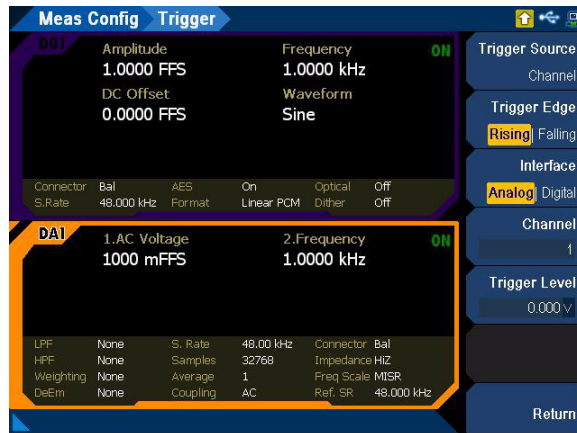 Meas Config Trigger
DG1
Amplitude Frequency ON
1.0000 FFS 1.0000 kHz
DC Offset Waveform
0.0000 FFS Sine
Connector Bal AES On Optical Off
S.Rate 48.000 kHz Format Linear PCM Dither Off
DA1
1.AC Voltage 2.Frequency ON
1000 mFFS 1.0000 kHz
LPF None S. Rate 48.00 kHz Connector Bal
HPF None Samples 32768 Impedance HiZ
Weighting None Average 1 Freq Scale MISR
DeEm None Coupling AC Ref. SR 48.000 kHz
Trigger Source
Channel
Trigger Edge
Rising Falling
Interface
Analog Digital
Channel
1
Trigger Level
0.000 V
Return